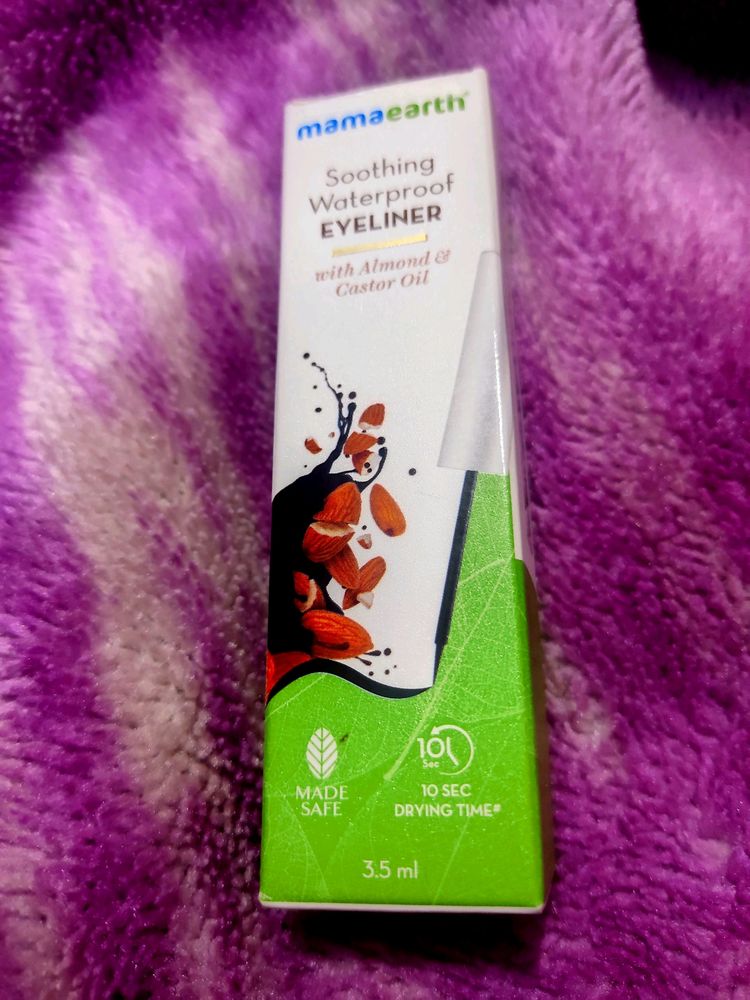 mamaearth®
Soothing
Waterproof
EYELINER
with Almond &
Castor Oil
10
Sec
MADE
SAFE
10 SEC
DRYING TIME#
3.5 ml